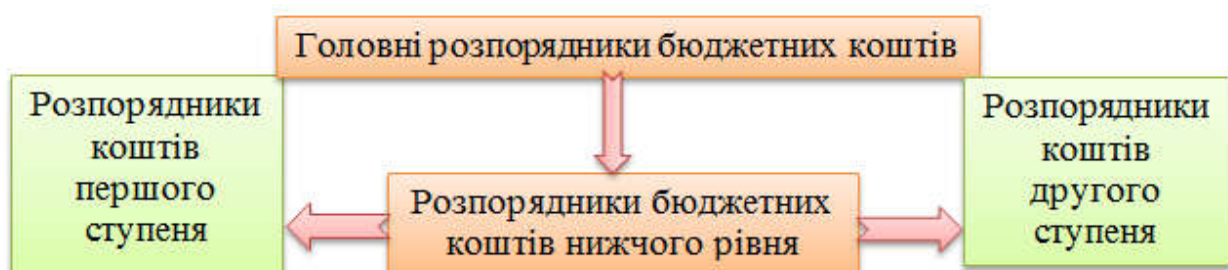 Головні розпорядники бюджетних коштів
Розпорядники
коштів
першого
ступеня
Розпорядники бюджетних
коштів нижчого рівня
Розпорядники
коштів
другого
ступеня